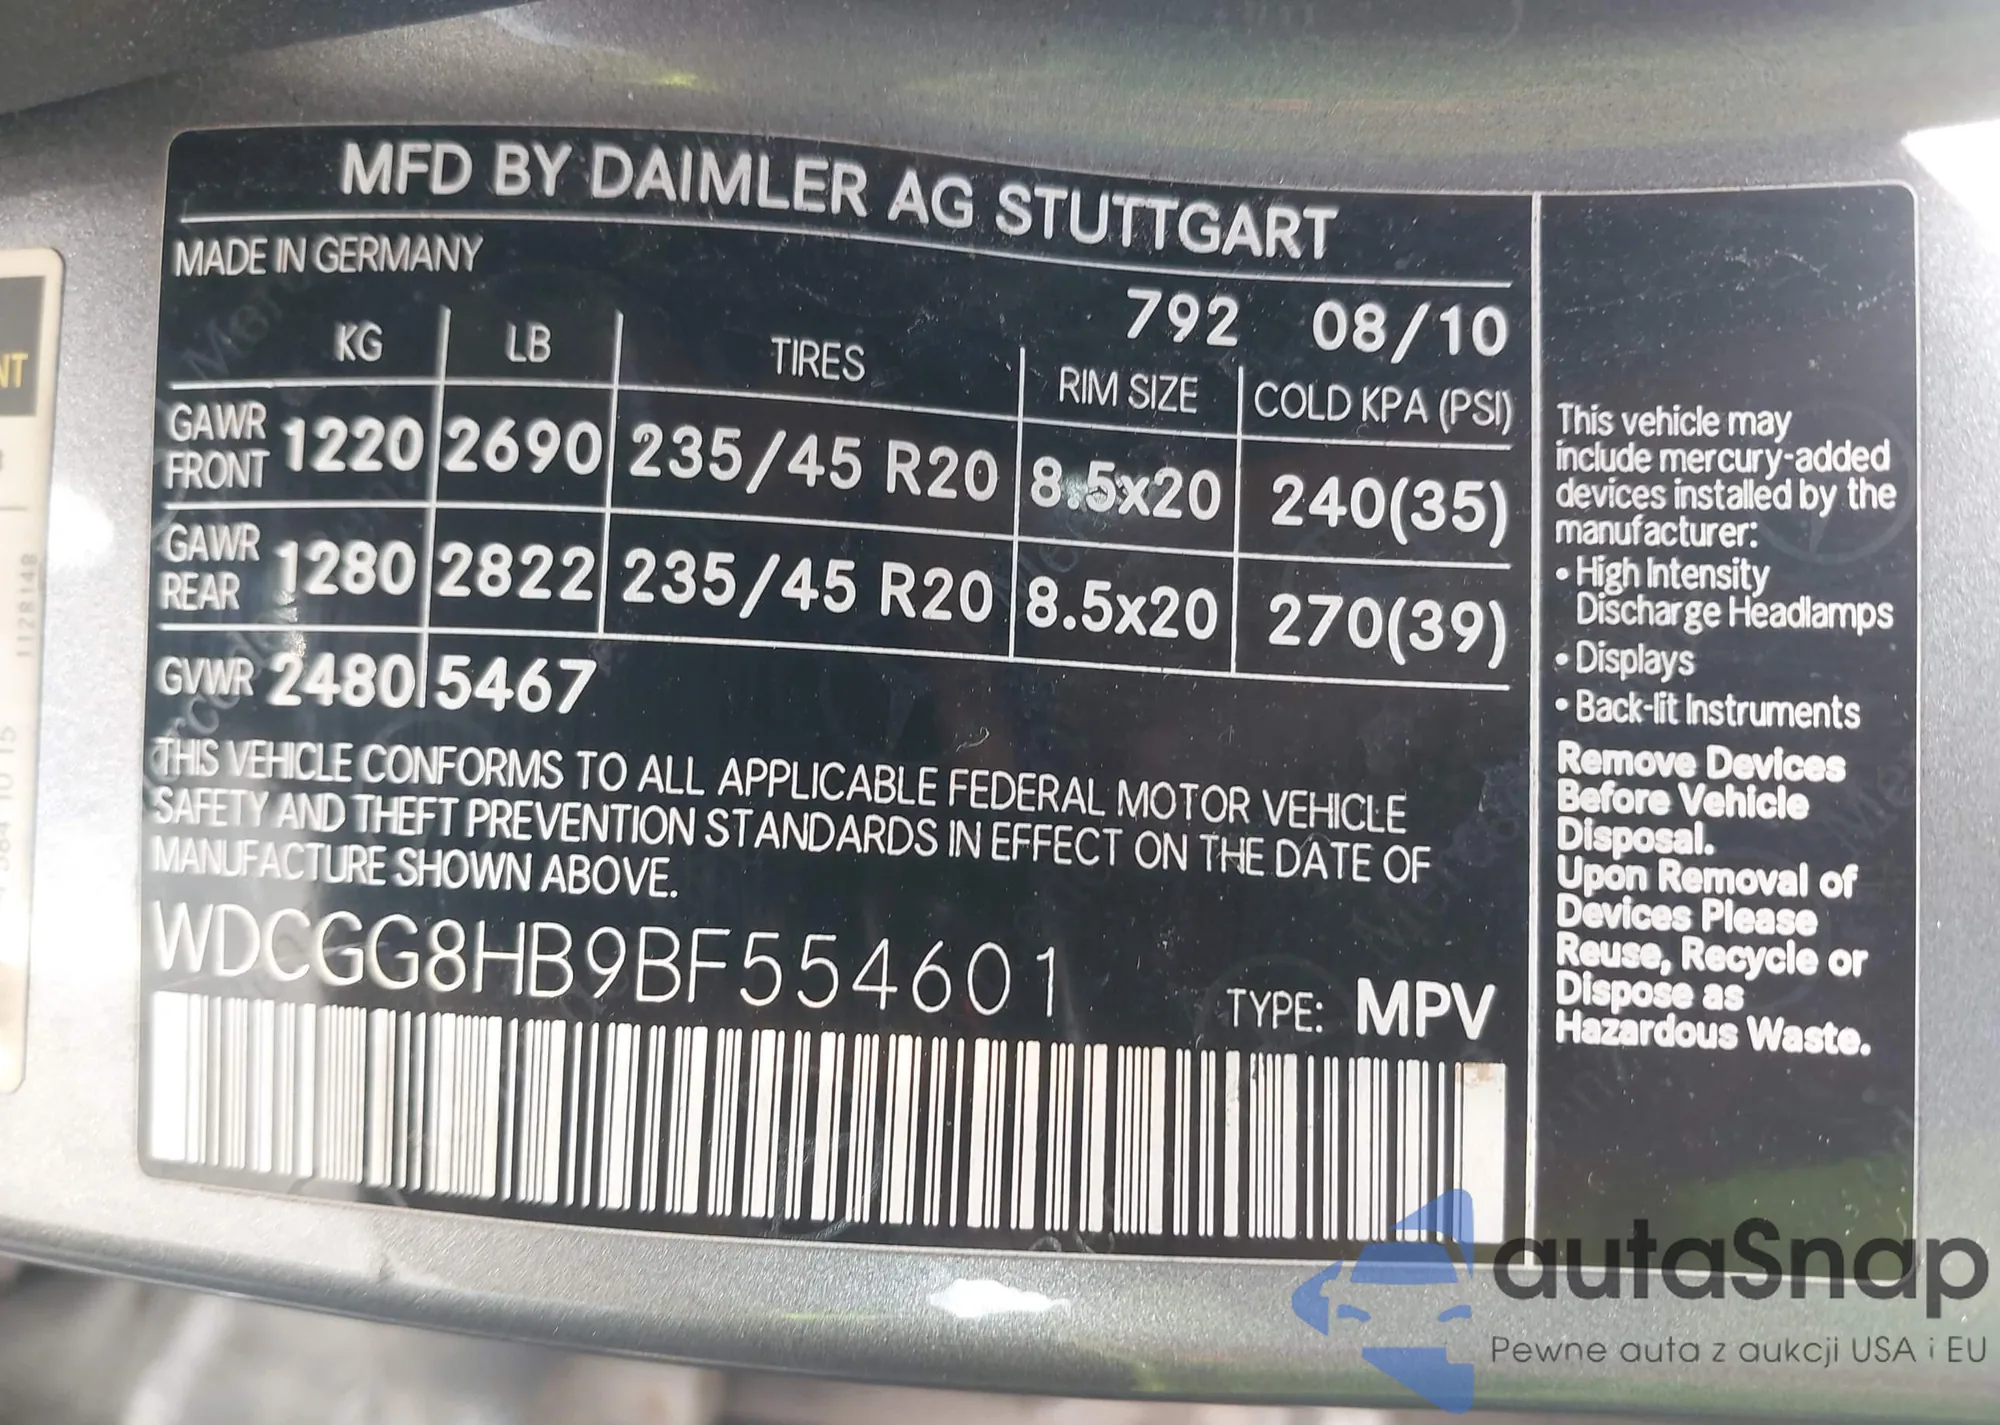 MFD BY DAIMLER AG STUTTGART
MADE IN GERMANY
792 08/10
KG LB TIRES RIM SIZE COLD KPA (PSI)
GAWR FRONT 1220 2690 235/45 R20 8.5x20 240(35)
GAWR REAR 1280 2822 235/45 R20 8.5x20 270(39)
GVWR 2480 5467
THIS VEHICLE CONFORMS TO ALL APPLICABLE FEDERAL MOTOR VEHICLE
SAFETY AND THEFT PREVENTION STANDARDS IN EFFECT ON THE DATE OF
MANUFACTURE SHOWN ABOVE.
WDCGG8HB9BF554601
TYPE: MPV
This vehicle may
include mercury-added
devices installed by the
manufacturer:
• High Intensity
Discharge Headlamps
• Displays
• Back-lit Instruments
Remove Devices
Before Vehicle
Disposal.
Upon Removal of
Devices Please
Reuse, Recycle or
Dispose as
Hazardous Waste.
NT
1128148
autaSnap
Pewne auta z aukcji USA i EU